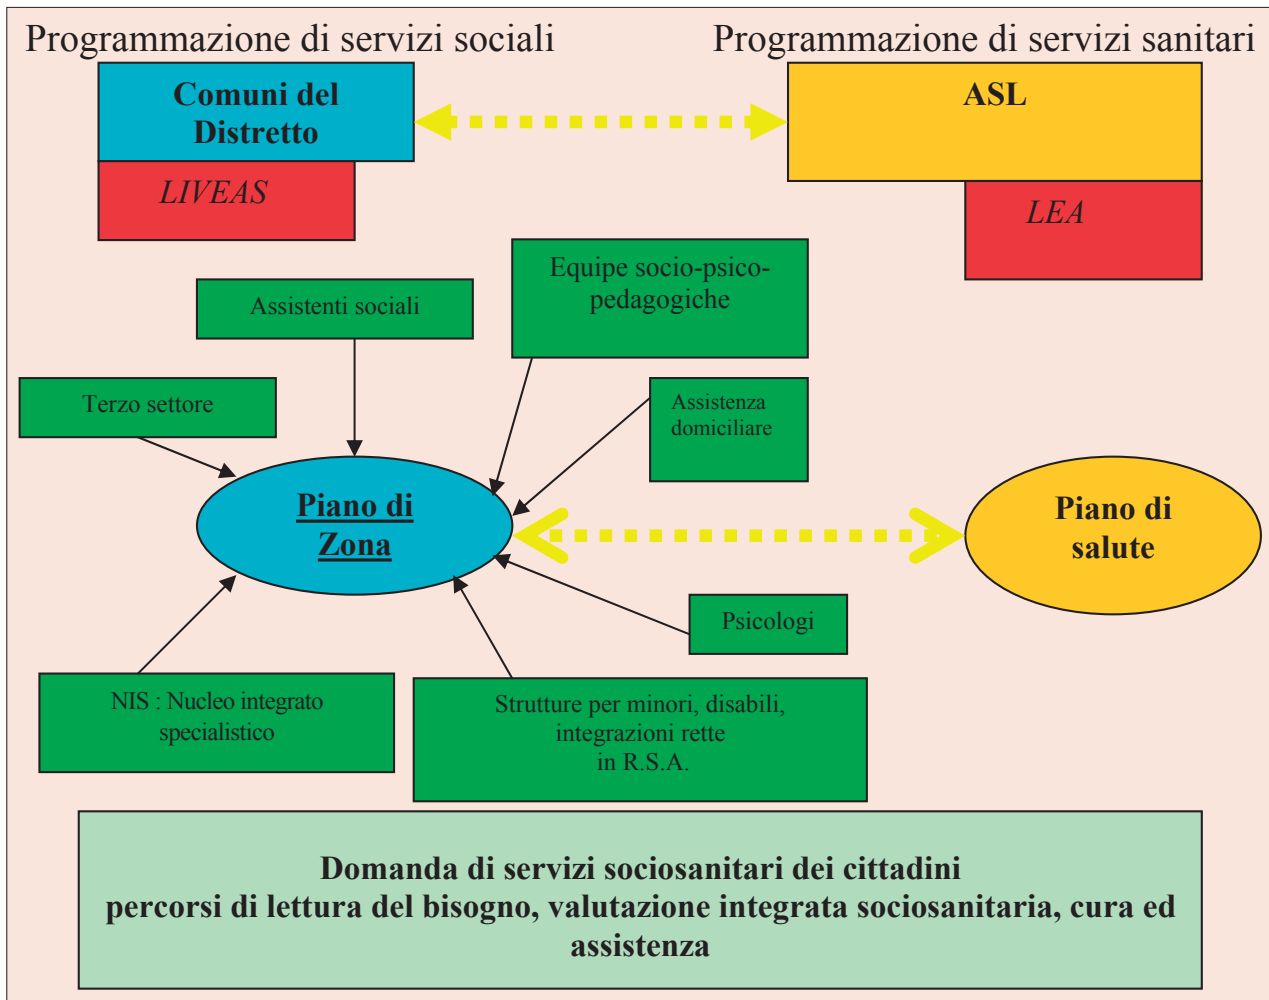 Programmazione di servizi sociali
Programmazione di servizi sanitari
Comuni del
Distretto
ASL
LIVEAS
LEA
Equipe socio-psico-
pedagogiche
Assistenti sociali
Terzo settore
Assistenza
domiciliare
Piano di
Zona
Piano di
salute
Psicologi
NIS : Nucleo integrato
specialistico
Strutture per minori, disabili,
integrazioni rette
in R.S.A.
Domanda di servizi sociosanitari dei cittadini
percorsi di lettura del bisogno, valutazione integrata sociosanitaria, cura ed
assistenza